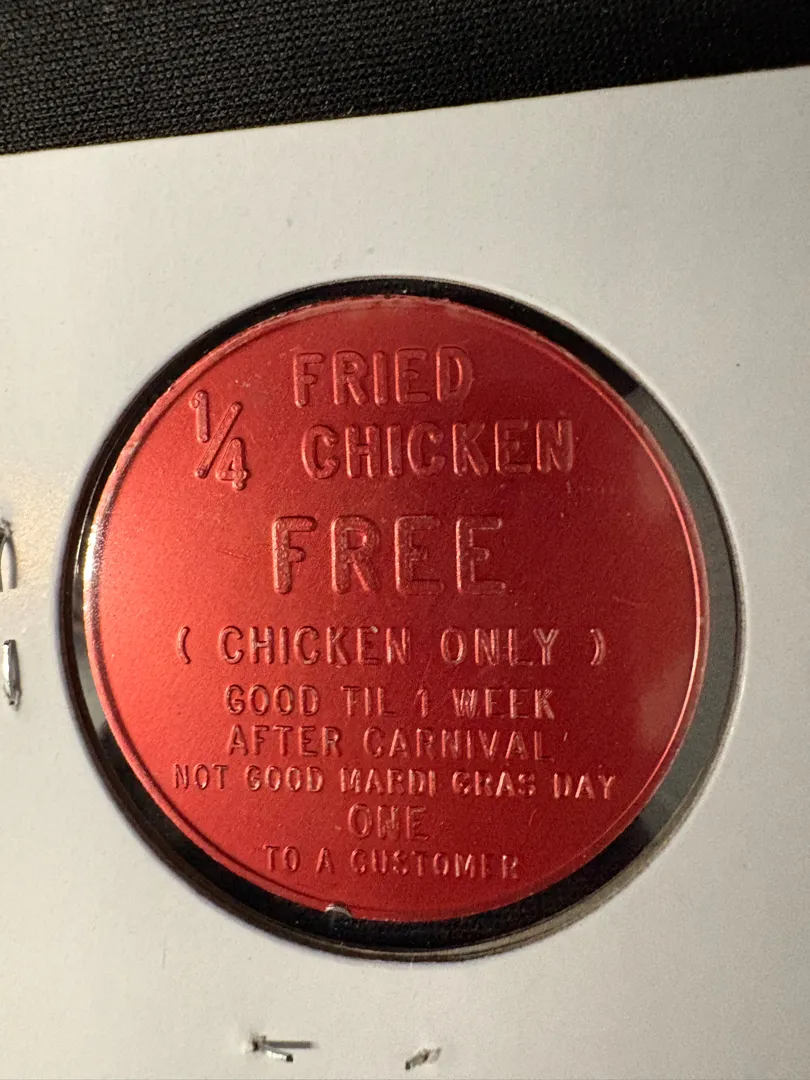 FRIED
1/4 CHICKEN
FREE
( CHICKEN ONLY )
GOOD TIL 1 WEEK
AFTER CARNIVAL
NOT GOOD MARDI GRAS DAY
ONE
TO A CUSTOMER